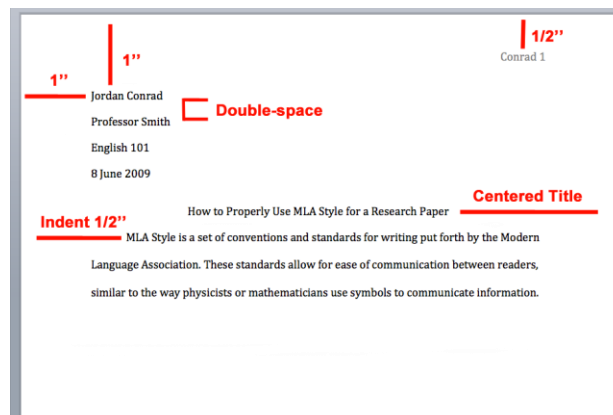 1/2’’
Conrad 1
1’’
1’’
Jordan Conrad
Double-space
Professor Smith
English 101
8 June 2009
Centered Title
How to Properly Use MLA Style for a Research Paper
Indent 1/2’’
MLA Style is a set of conventions and standards for writing put forth by the Modern
Language Association. These standards allow for ease of communication between readers,
similar to the way physicists or mathematicians use symbols to communicate information.